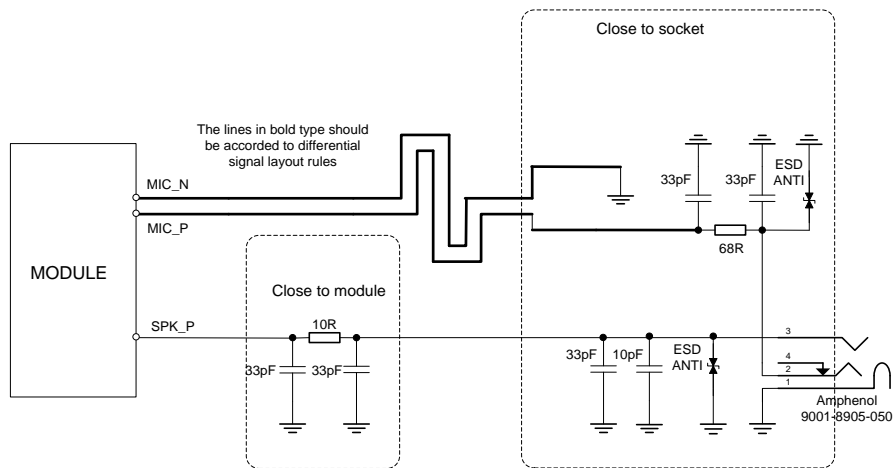 Close to socket
The lines in bold type should
be accorded to differential
signal layout rules
ESD
ANTI
33pF
33pF
MIC_N
MIC_P
68R
MODULE
Close to module
SPK_P
10R
33pF
33pF
33pF
10pF
ESD
ANTI
3
4
2
1
Amphenol
9001-8905-050